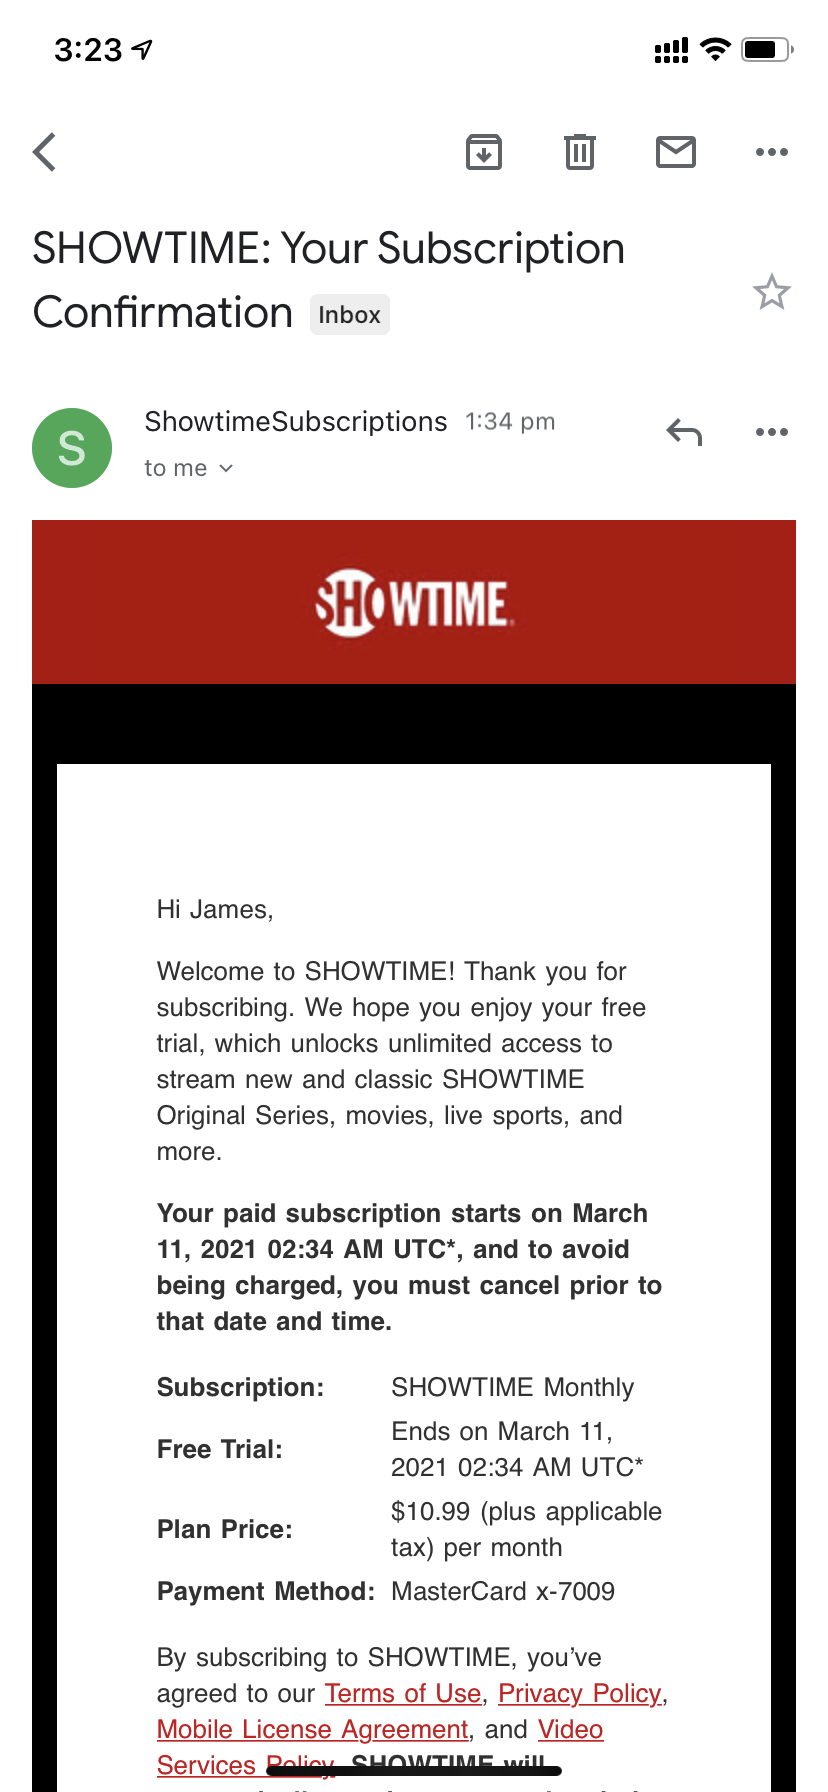 3:23
SHOWTIME: Your Subscription
Confirmation Inbox
S
ShowtimeSubscriptions 1:34 pm
to me
SHOWTIME
Hi James,
Welcome to SHOWTIME! Thank you for
subscribing. We hope you enjoy your free
trial, which unlocks unlimited access to
stream new and classic SHOWTIME
Original Series, movies, live sports, and
more.
Your paid subscription starts on March
11, 2021 02:34 AM UTC*, and to avoid
being charged, you must cancel prior to
that date and time.
Subscription: SHOWTIME Monthly
Free Trial: Ends on March 11,
2021 02:34 AM UTC*
Plan Price: $10.99 (plus applicable
tax) per month
Payment Method: MasterCard x-7009
By subscribing to SHOWTIME, you’ve
agreed to our Terms of Use, Privacy Policy,
Mobile License Agreement, and Video
Services Policy. SHOWTIME will